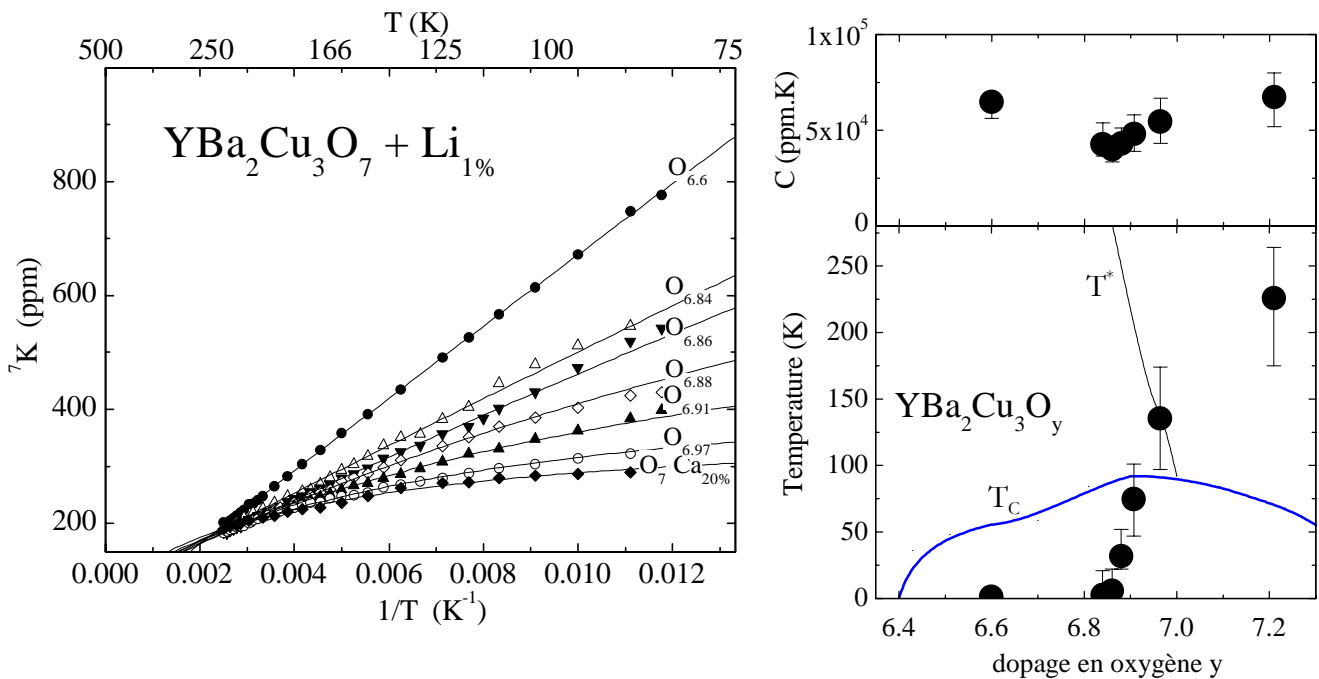 T (K)
500 250 166 125 100 75
YBa₂Cu₃O₇ + Li₁%
800
600
400
200
⁷K (ppm)
O₆.₆
O₆.₈₄
O₆.₈₆
O₆.₈₈
O₆.₉₁
O₆.₉₇
O₇ Ca₂₀%
0.000 0.002 0.004 0.006 0.008 0.010 0.012
1/T (K⁻¹)
1x10⁵
5x10⁴
0
C (ppm.K)
250
200
150
100
50
0
Temperature (K)
T*
YBa₂Cu₃Oy
T_C
6.4 6.6 6.8 7.0 7.2
dopage en oxygène y